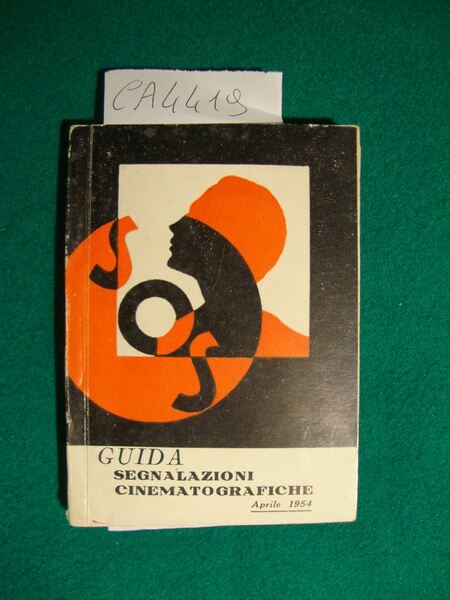 CA4419
S
O
S
GUIDA
SEGNALAZIONI
CINEMATOGRAFICHE
Aprile 1954